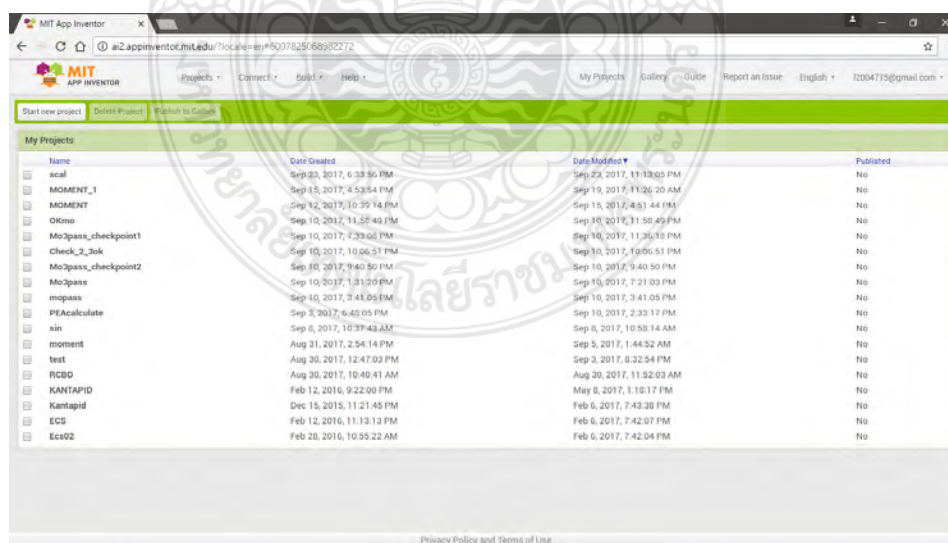 MIT App Inventor
ai2.appinventor.mit.edu/?locale=en#6007825068982272
MIT APP INVENTOR Projects Connect Build Help My Projects Gallery Guide Report an Issue English
Start new project Delete Project Publish to Gallery
My Projects
Name Date Created Date Modified ▼ Published
scal Sep 23, 2017, 6:33:56 PM Sep 23, 2017, 11:13:05 PM No
MOMENT_1 Sep 15, 2017, 4:53:54 PM Sep 19, 2017, 11:26:20 AM No
MOMENT Sep 12, 2017, 10:39:14 PM Sep 15, 2017, 4:51:44 PM No
OKmo Sep 10, 2017, 11:58:49 PM Sep 10, 2017, 11:58:49 PM No
Mo3pass_checkpoint1 Sep 10, 2017, 7:33:08 PM Sep 10, 2017, 11:36:18 PM No
Check_2_3ok Sep 10, 2017, 10:06:51 PM Sep 10, 2017, 10:06:51 PM No
Mo3pass_checkpoint2 Sep 10, 2017, 9:40:50 PM Sep 10, 2017, 9:40:50 PM No
Mo3pass Sep 10, 2017, 1:31:20 PM Sep 10, 2017, 7:21:03 PM No
mopass Sep 10, 2017, 3:41:05 PM Sep 10, 2017, 3:41:05 PM No
PEAcalculate Sep 3, 2017, 6:48:05 PM Sep 10, 2017, 2:33:17 PM No
sin Sep 8, 2017, 10:37:43 AM Sep 8, 2017, 10:58:14 AM No
moment Aug 31, 2017, 2:54:14 PM Sep 5, 2017, 1:44:52 AM No
test Aug 30, 2017, 12:47:03 PM Sep 3, 2017, 8:32:54 PM No
RCBD Aug 30, 2017, 10:40:41 AM Aug 30, 2017, 11:52:03 AM No
KANTAPID Feb 12, 2016, 9:22:00 PM May 8, 2017, 1:18:17 PM No
Kantapid Dec 15, 2015, 11:21:45 PM Feb 6, 2017, 7:43:38 PM No
ECS Feb 12, 2016, 11:13:13 PM Feb 6, 2017, 7:42:07 PM No
Ecs02 Feb 28, 2016, 10:55:22 AM Feb 6, 2017, 7:42:04 PM No
Privacy Policy and Terms of Use